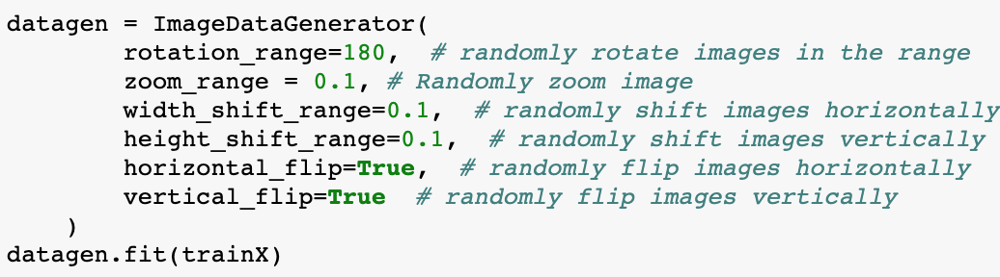 datagen = ImageDataGenerator(
        rotation_range=180,  # randomly rotate images in the range
        zoom_range = 0.1, # Randomly zoom image
        width_shift_range=0.1,  # randomly shift images horizontally
        height_shift_range=0.1,  # randomly shift images vertically
        horizontal_flip=True,  # randomly flip images horizontally
        vertical_flip=True  # randomly flip images vertically
    )
datagen.fit(trainX)